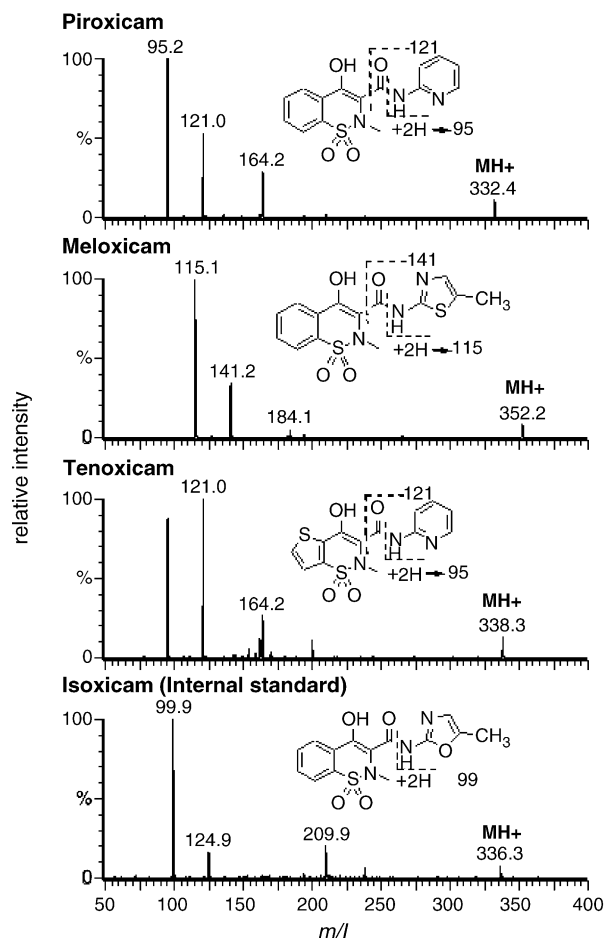 Piroxicam
95.2
100
%
0
121.0
164.2
MH+
332.4
OH
O
N
H
N
N
S
O
O
121
+2H
95
Meloxicam
115.1
100
%
0
141.2
184.1
MH+
352.2
OH
O
N
H
N
S
CH3
N
S
O
O
141
+2H
115
Tenoxicam
121.0
100
%
0
164.2
MH+
338.3
S
OH
O
N
H
N
N
S
O
O
121
+2H
95
Isoxicam (Internal standard)
99.9
100
%
0
124.9
209.9
MH+
336.3
OH
O
N
H
N
O
CH3
N
S
O
O
+2H
99
50 100 150 200 250 300 350 400
m/l
relative intensity